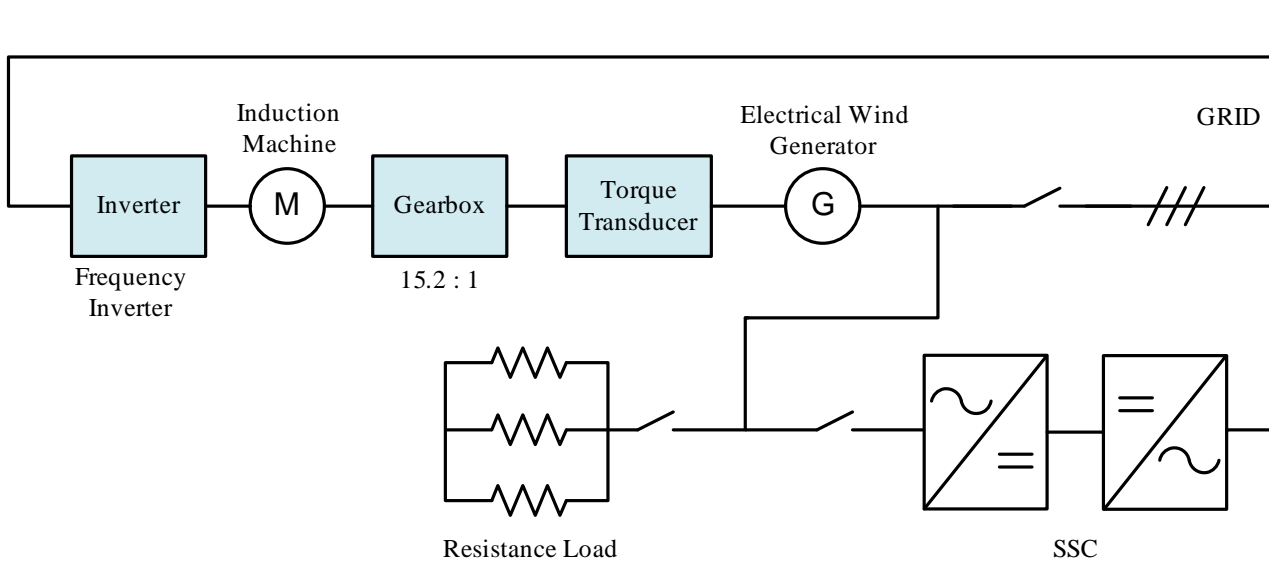 Induction
Machine
Electrical Wind
Generator
GRID
Inverter
M
Gearbox
Torque
Transducer
G
Frequency
Inverter
15.2 : 1
Resistance Load
SSC